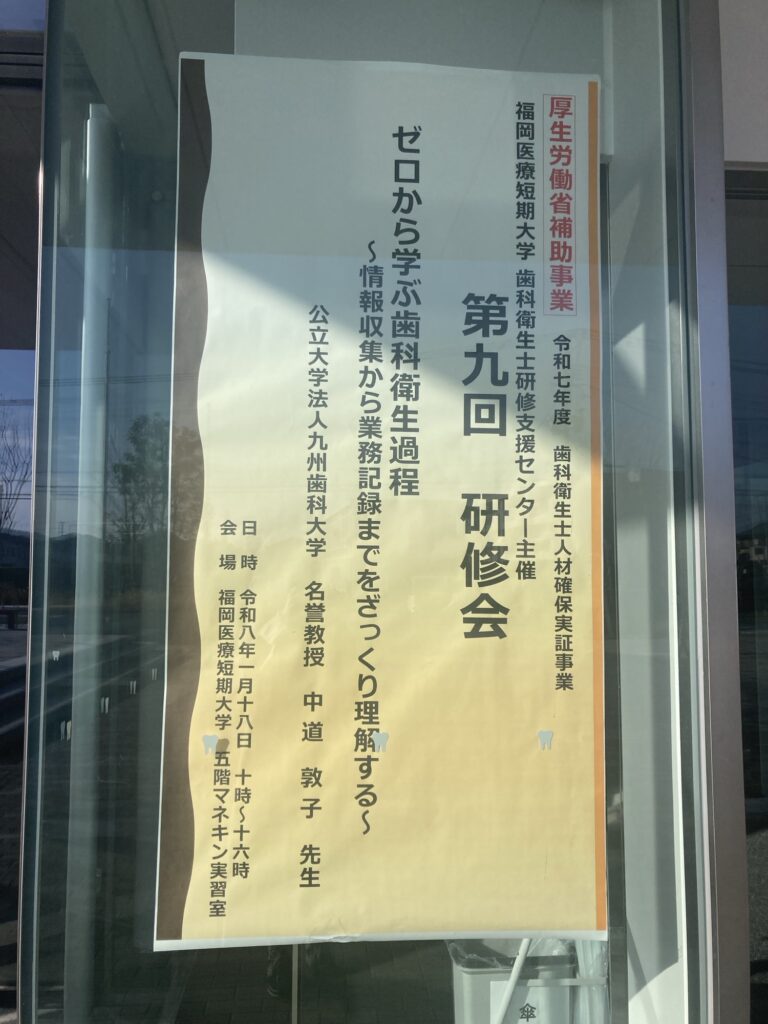 厚生労働省補助事業 令和七年度 歯科衛生士人材確保実証事業
福岡医療短期大学 歯科衛生士研修支援センター主催
第九回 研修会
ゼロから学ぶ歯科衛生過程
～情報収集から業務記録までをざっくり理解する～
公立大学法人九州歯科大学 名誉教授 中道 敦子 先生
日 時 令和八年一月十八日 十時～十六時
会 場 福岡医療短期大学 五階マネキン実習室
傘